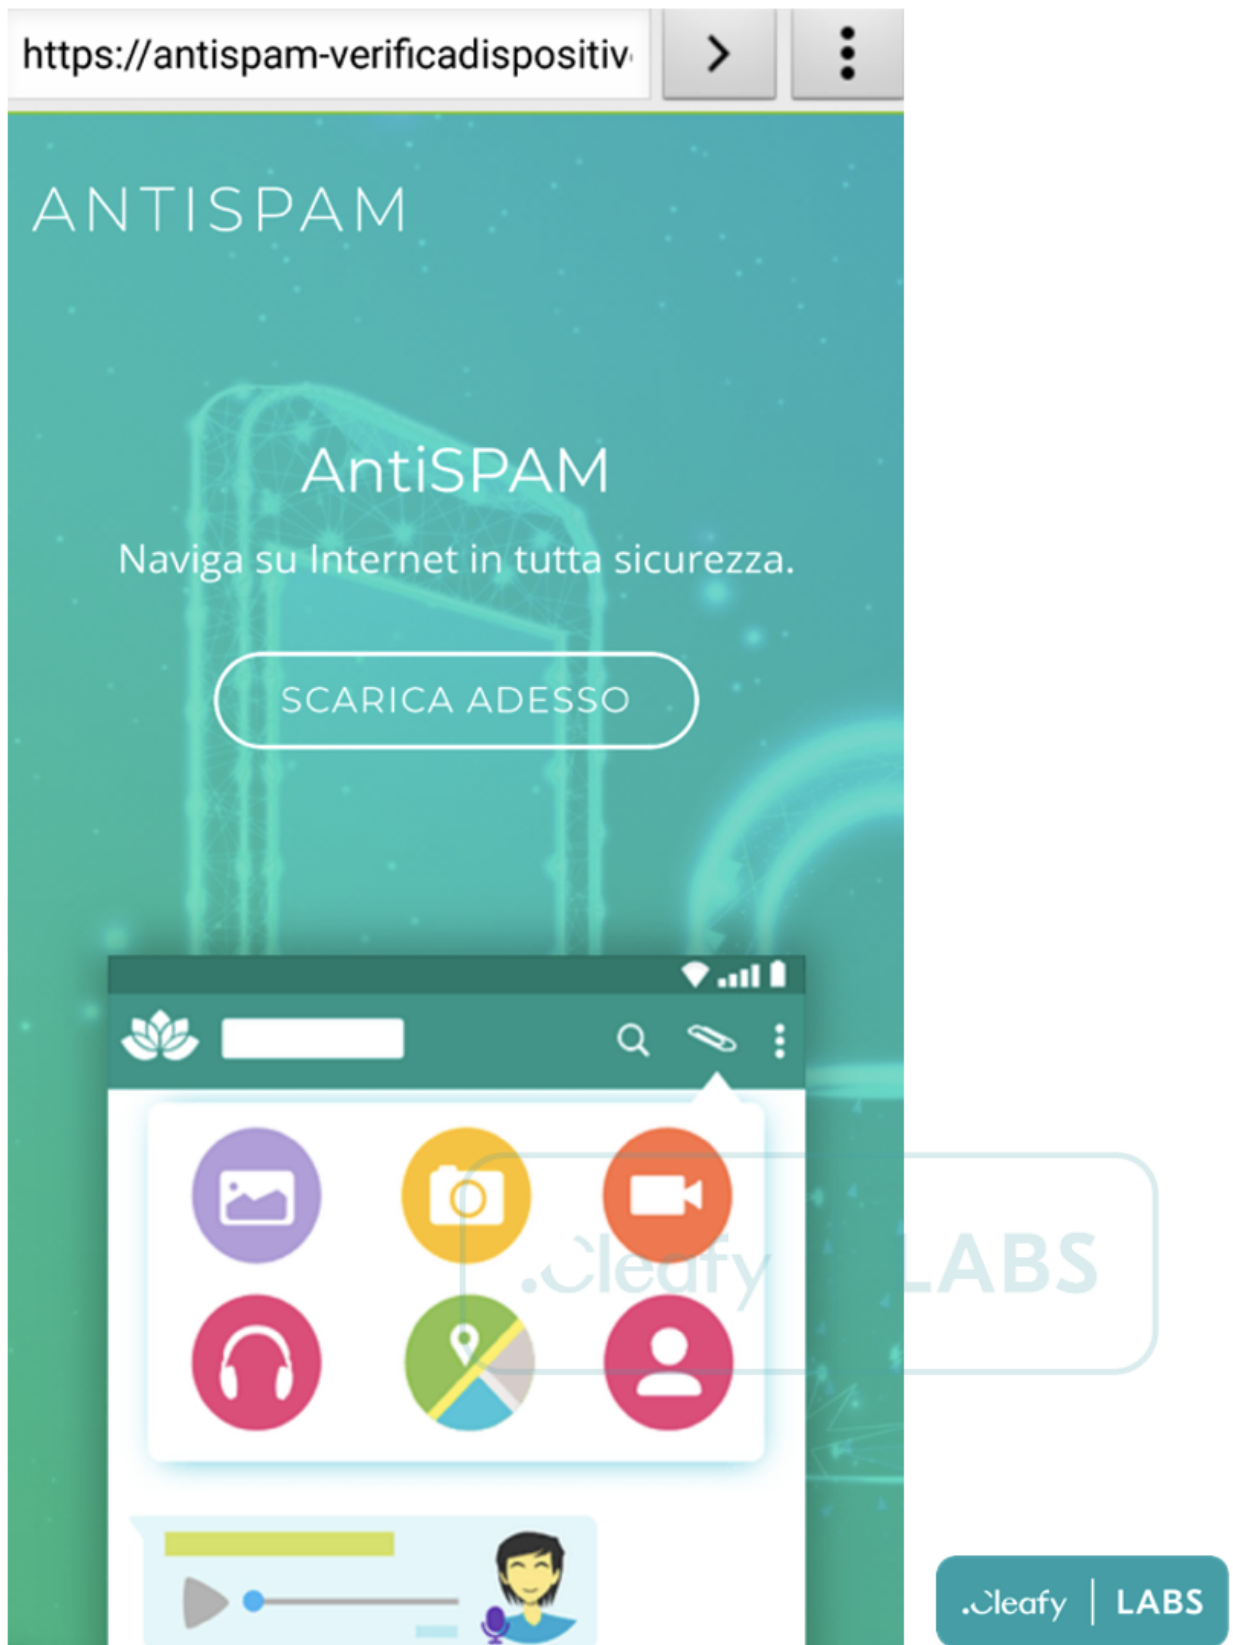 https://antispam-verificadispositiv
ANTISPAM
AntiSPAM
Naviga su Internet in tutta sicurezza.
SCARICA ADESSO
.Cleafy LABS
.Cleafy | LABS